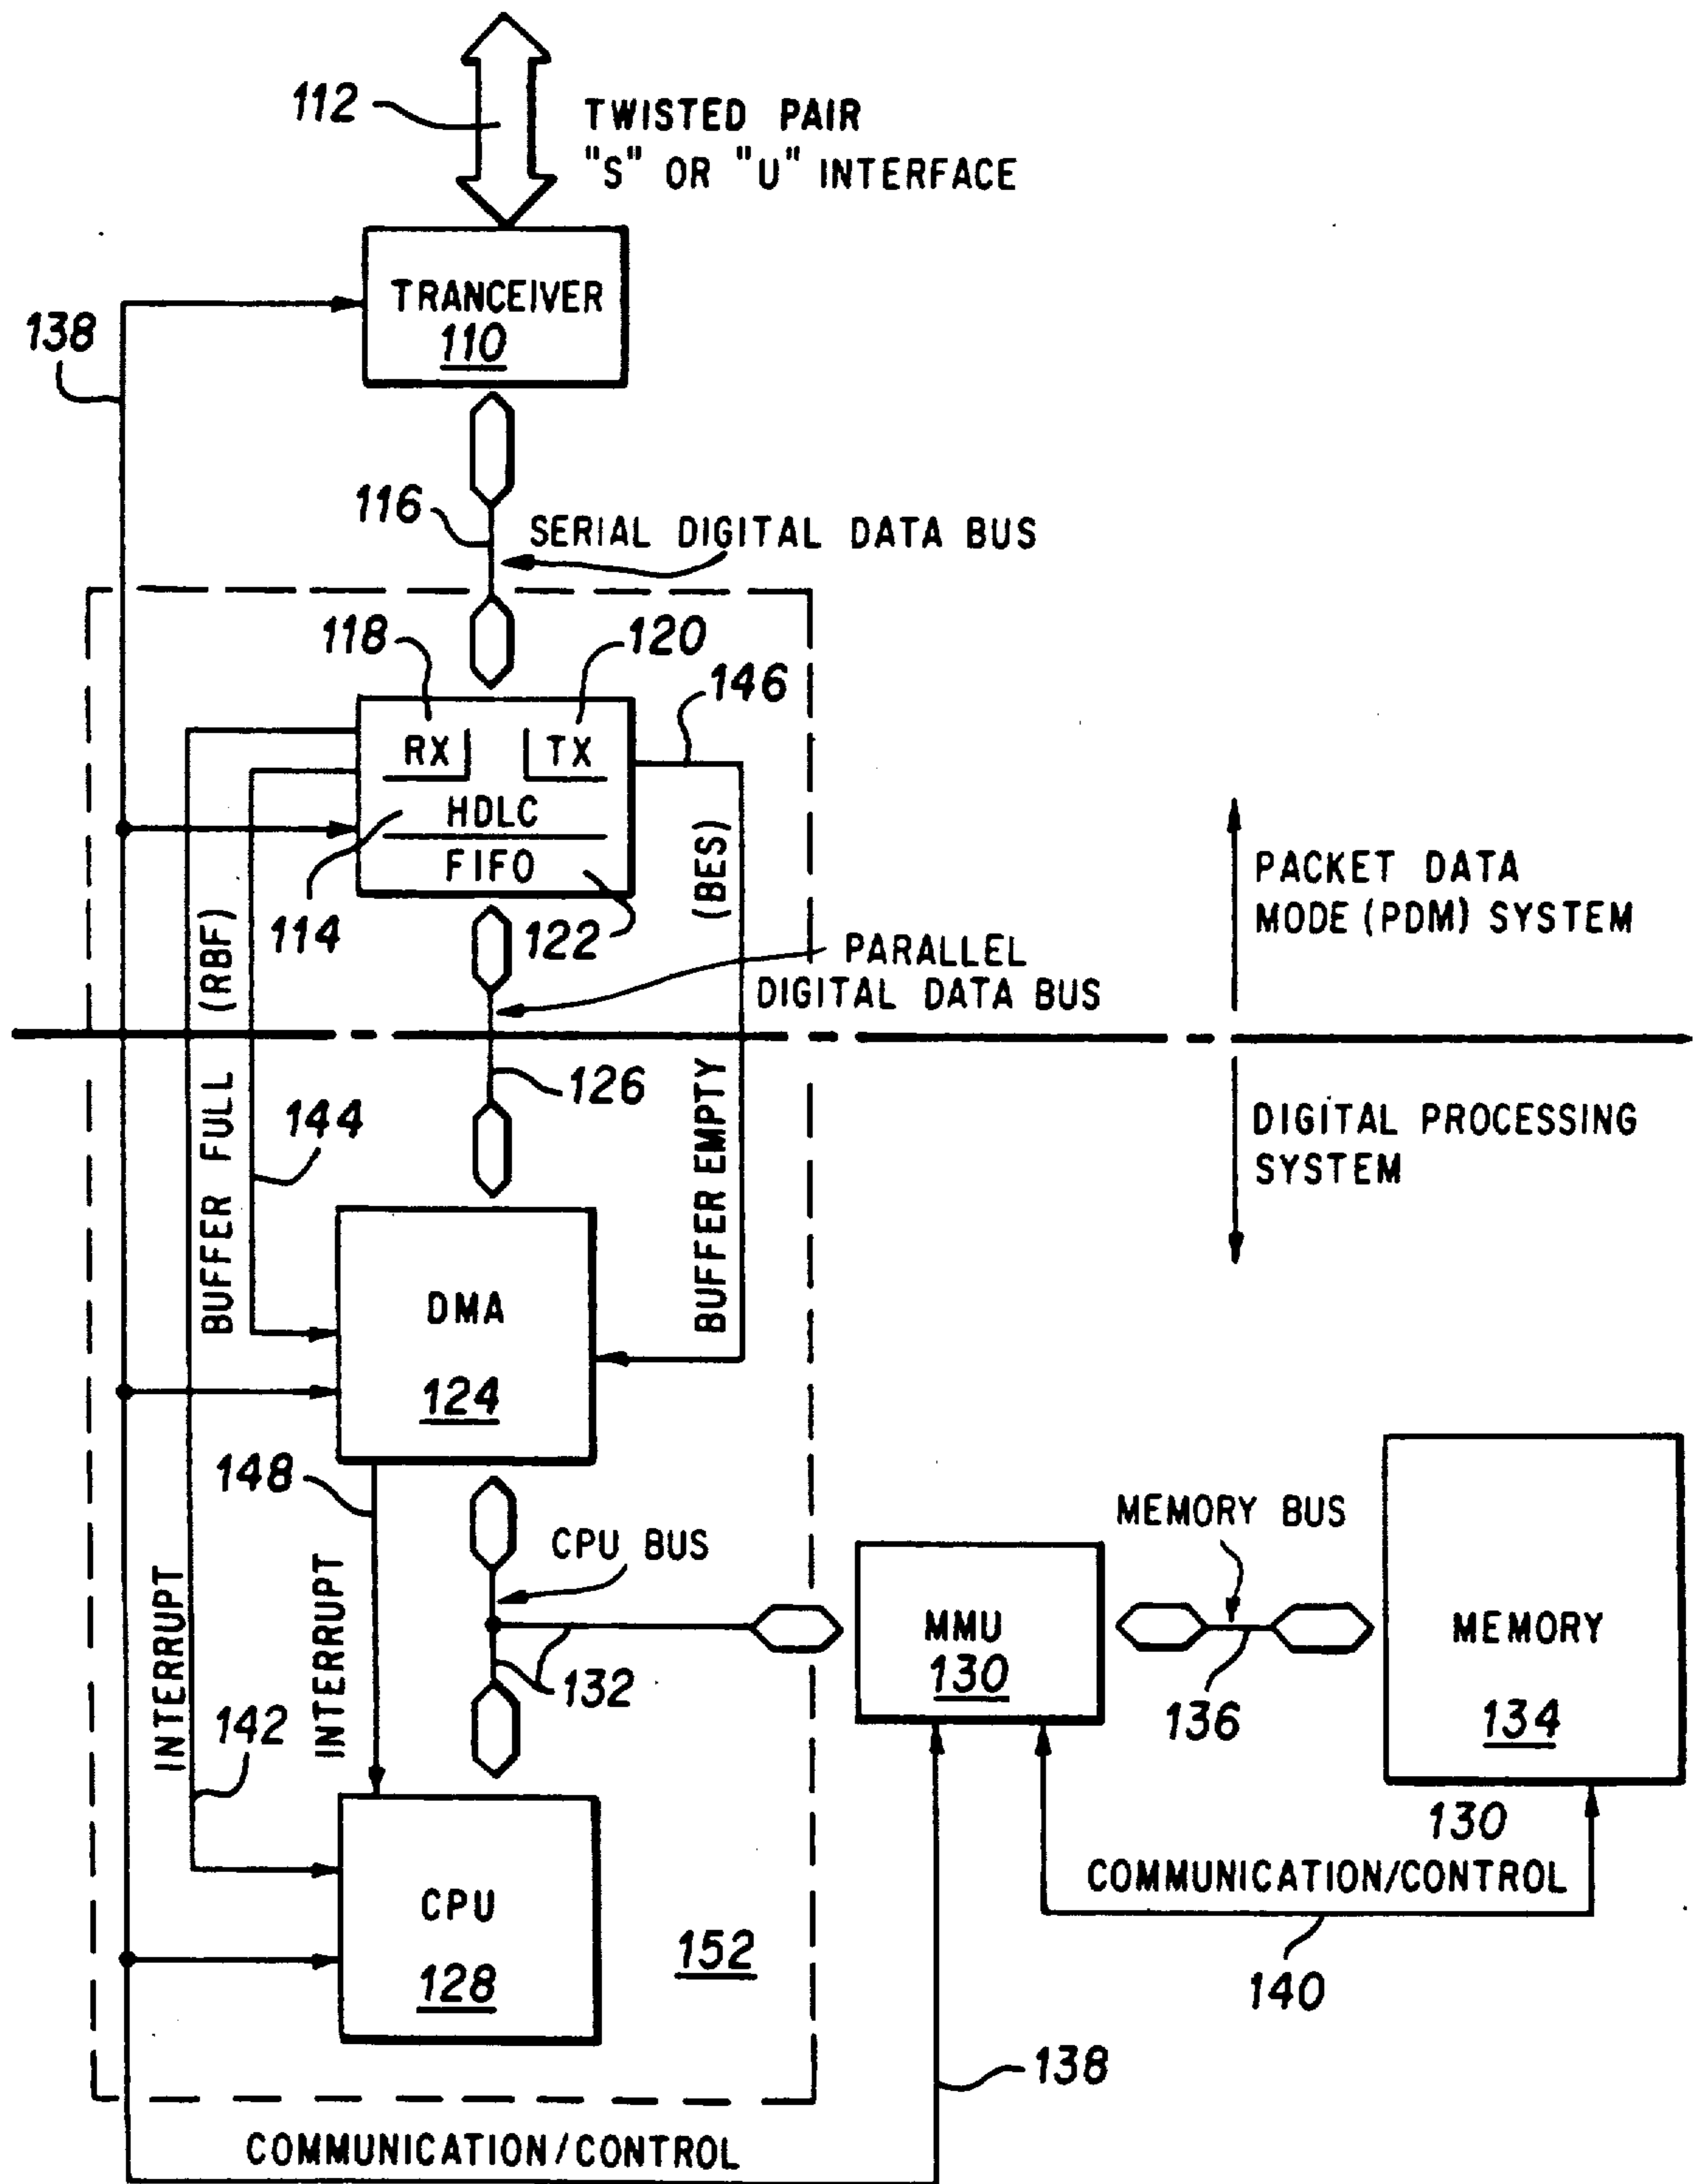 112
TWISTED PAIR
"S" OR "U" INTERFACE
TRANCEIVER
110
138
116
SERIAL DIGITAL DATA BUS
118
120
146
RX
TX
HDLC
FIFO
114
122
(BES)
BUFFER EMPTY
(RBF)
BUFFER FULL
PARALLEL
DIGITAL DATA BUS
PACKET DATA
MODE (PDM) SYSTEM
126
144
DIGITAL PROCESSING
SYSTEM
DMA
124
148
CPU BUS
MEMORY BUS
INTERRUPT
INTERRUPT
142
132
MMU
130
136
MEMORY
134
130
COMMUNICATION/CONTROL
140
CPU
128
152
138
COMMUNICATION/CONTROL